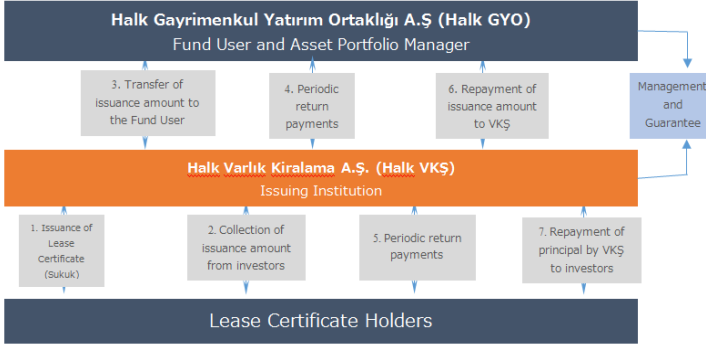 Halk Gayrimenkul Yatırım Ortaklığı A.Ş (Halk GYO)
Fund User and Asset Portfolio Manager
3. Transfer of
issuance amount to
the Fund User
4. Periodic
return
payments
6. Repayment of
issuance amount
to VKŞ
Management
and
Guarantee
Halk Varlık Kiralama A.Ş. (Halk VKŞ)
Issuing Institution
1. Issuance of
Lease
Certificate
(Sukuk)
2. Collection of
issuance amount
from investors
5. Periodic return
payments
7. Repayment of
principal by VKŞ
to investors
Lease Certificate Holders